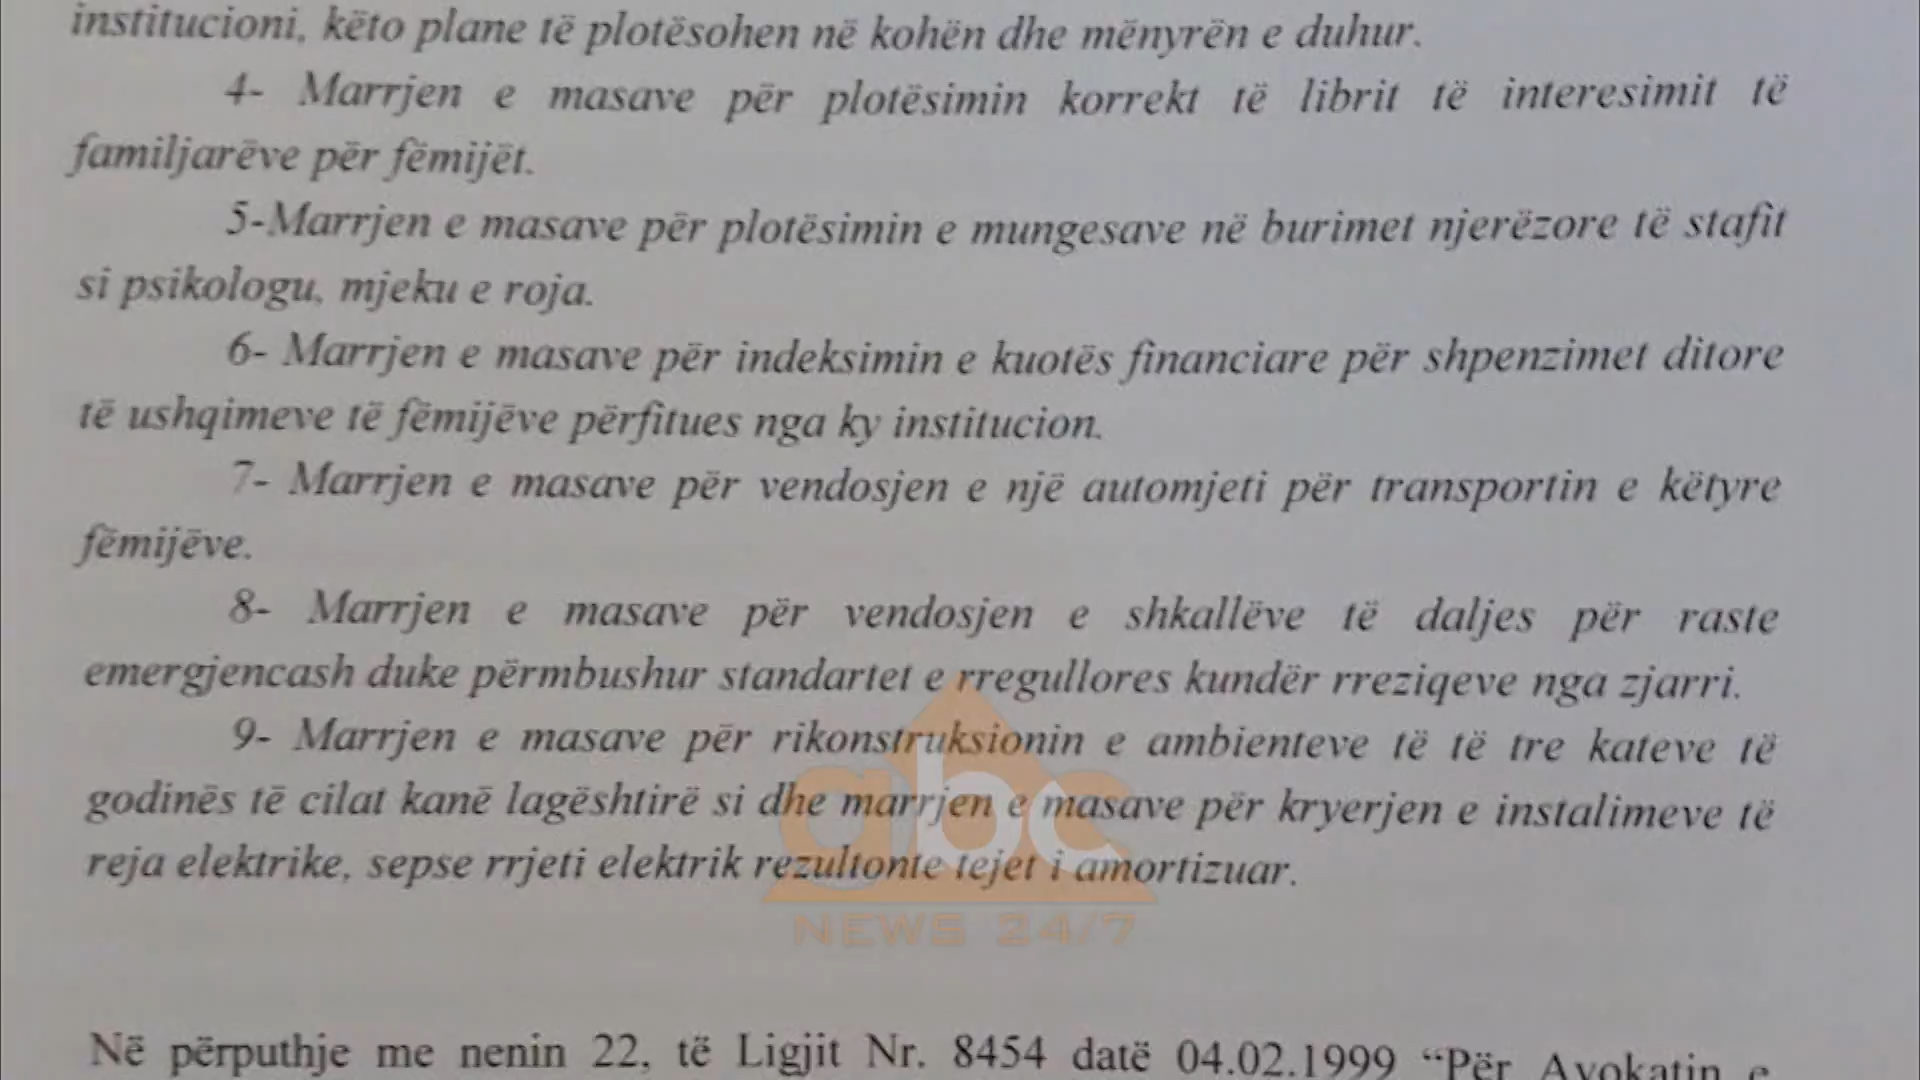 institucioni, këto plane të plotësohen në kohën dhe mënyrën e duhur.
4- Marrjen e masave për plotësimin korrekt të librit të interesimit të
familjarëve për fëmijët.
5-Marrjen e masave për plotësimin e mungesave në burimet njerëzore të stafit
si psikologu, mjeku e roja.
6- Marrjen e masave për indeksimin e kuotës financiare për shpenzimet ditore
të ushqimeve të fëmijëve përfitues nga ky institucion.
7- Marrjen e masave për vendosjen e një automjeti për transportin e këtyre
fëmijëve.
8- Marrjen e masave për vendosjen e shkallëve të daljes për raste
emergjencash duke përmbushur standartet e rregullores kundër rreziqeve nga zjarri.
9- Marrjen e masave për rikonstruksionin e ambienteve të të tre kateve të
godinës të cilat kanë lagështirë si dhe marrjen e masave për kryerjen e instalimeve të
reja elektrike, sepse rrjeti elektrik rezultonte tejet i amortizuar.
abc
NEWS 24/7
Në përputhje me nenin 22, të Ligjit Nr. 8454 datë 04.02.1999 “Për Avokatin e